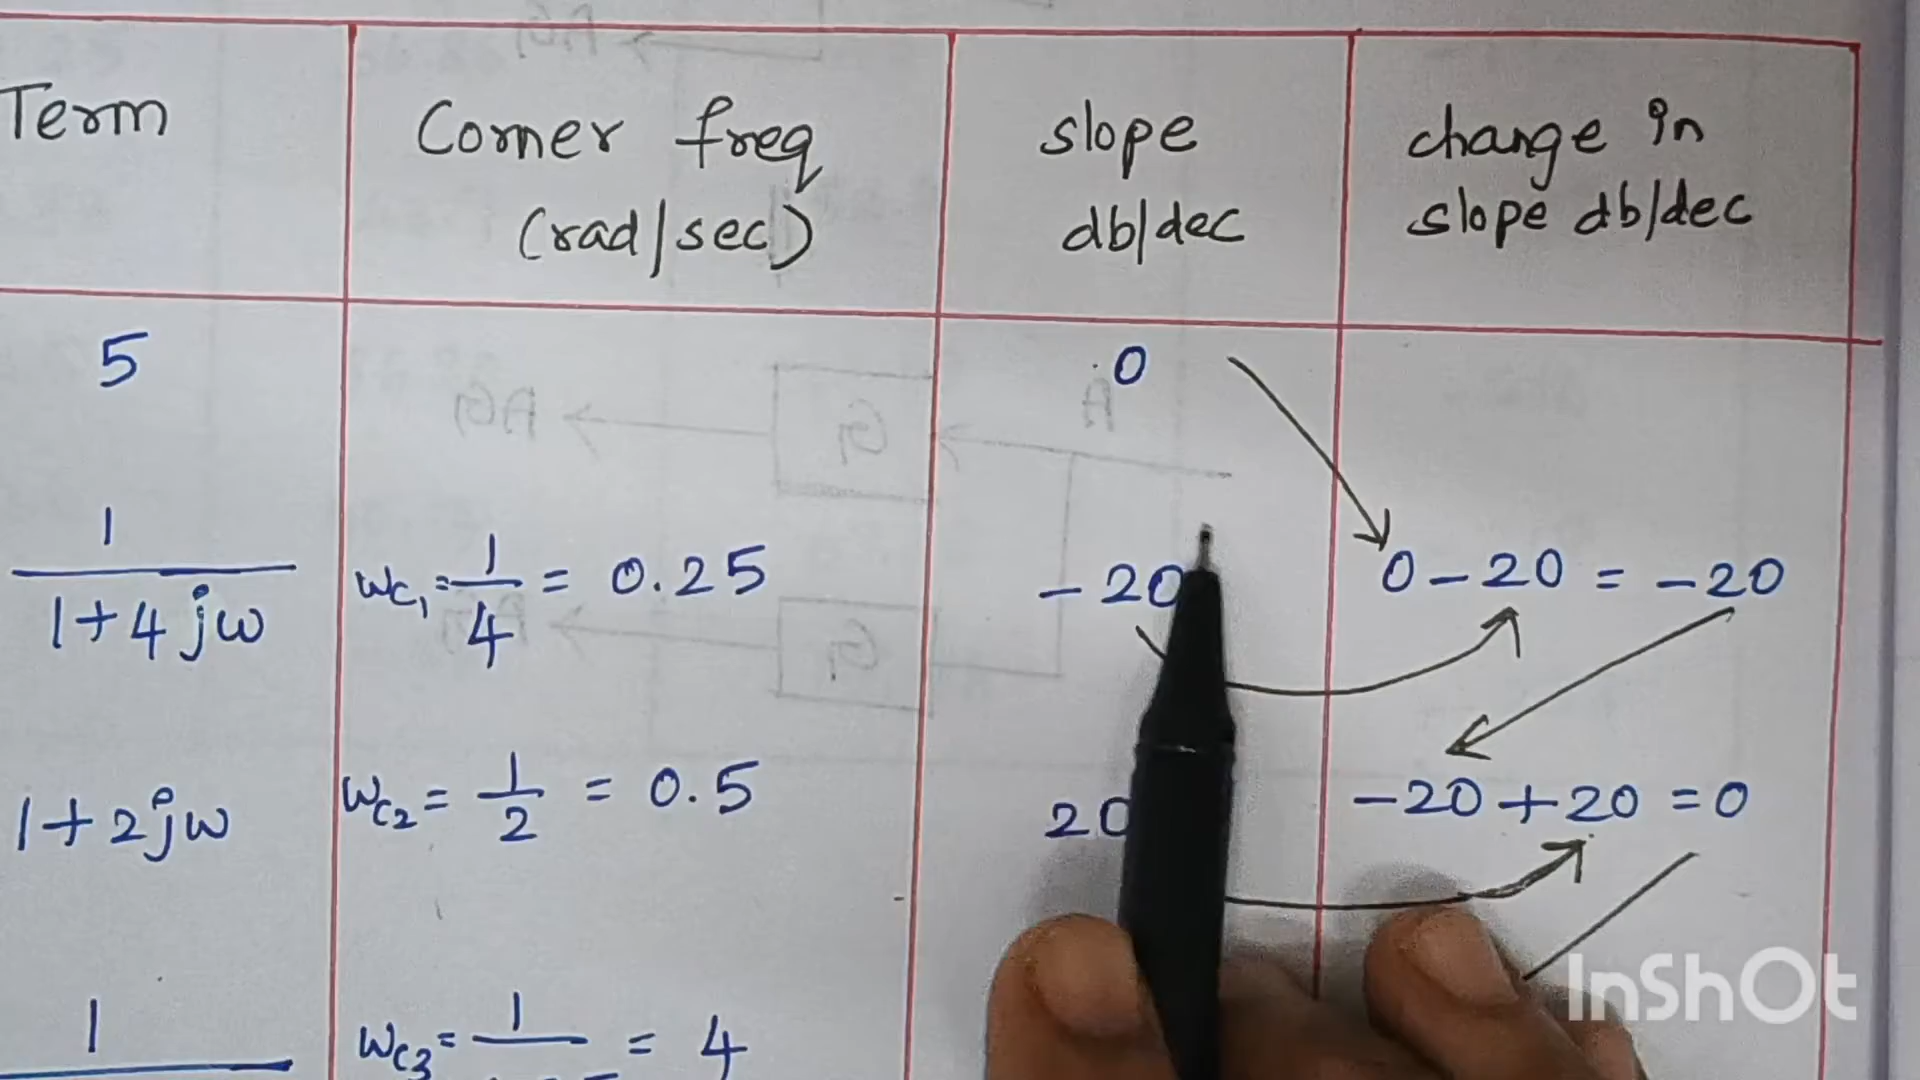 Term
Corner freq
(rad/sec)
slope
db/dec
change in
slope db/dec
5
0
1
1+4jω
ωc1 = 1/4 = 0.25
-20
0-20 = -20
1+2jω
ωc2 = 1/2 = 0.5
20
-20+20 = 0
1
ωc3 = 1
= 4
InShOt